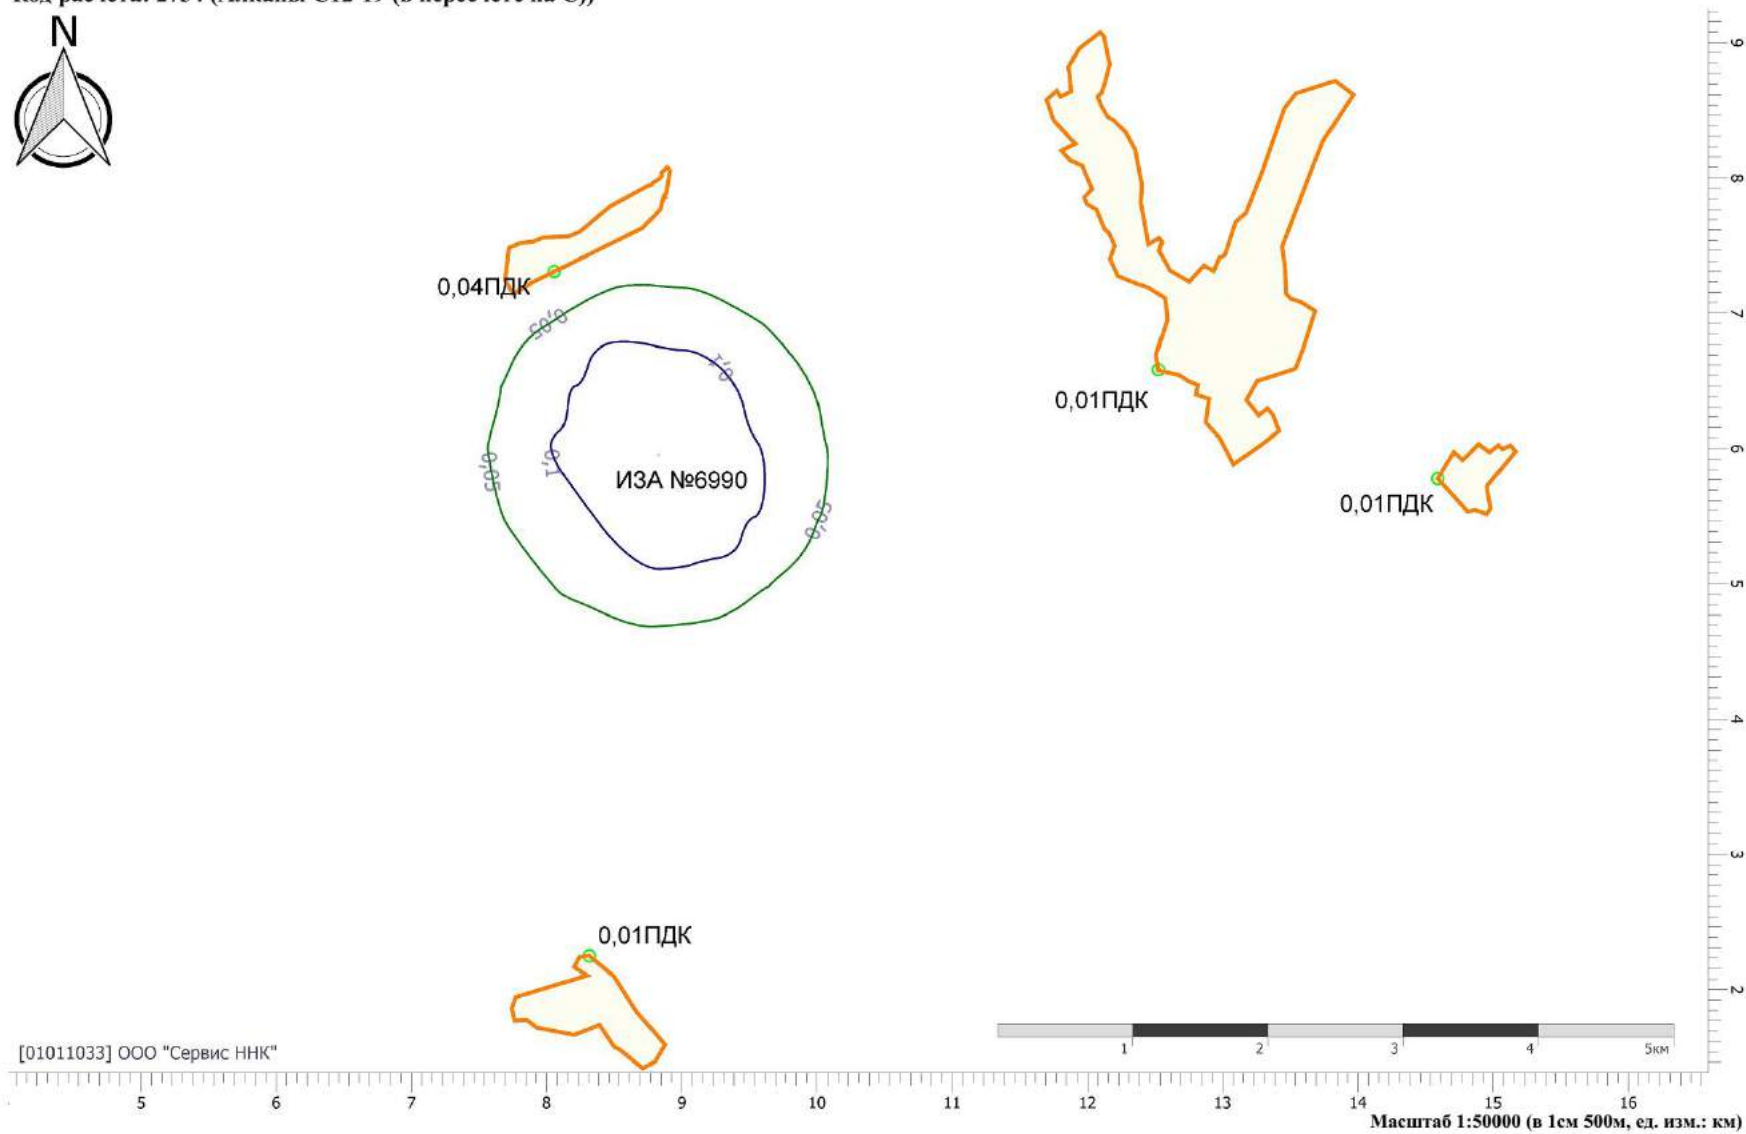 N
0,04ПДК
0,05
0,1
0,01ПДК
0,05
0,1
ИЗА №6990
0,05
0,01ПДК
0,01ПДК
9
8
7
6
5
4
3
2
[01011033] ООО "Сервис ННК"
1 2 3 4 5км
5 6 7 8 9 10 11 12 13 14 15 16
Масштаб 1:50000 (в 1см 500м, ед. изм.: км)